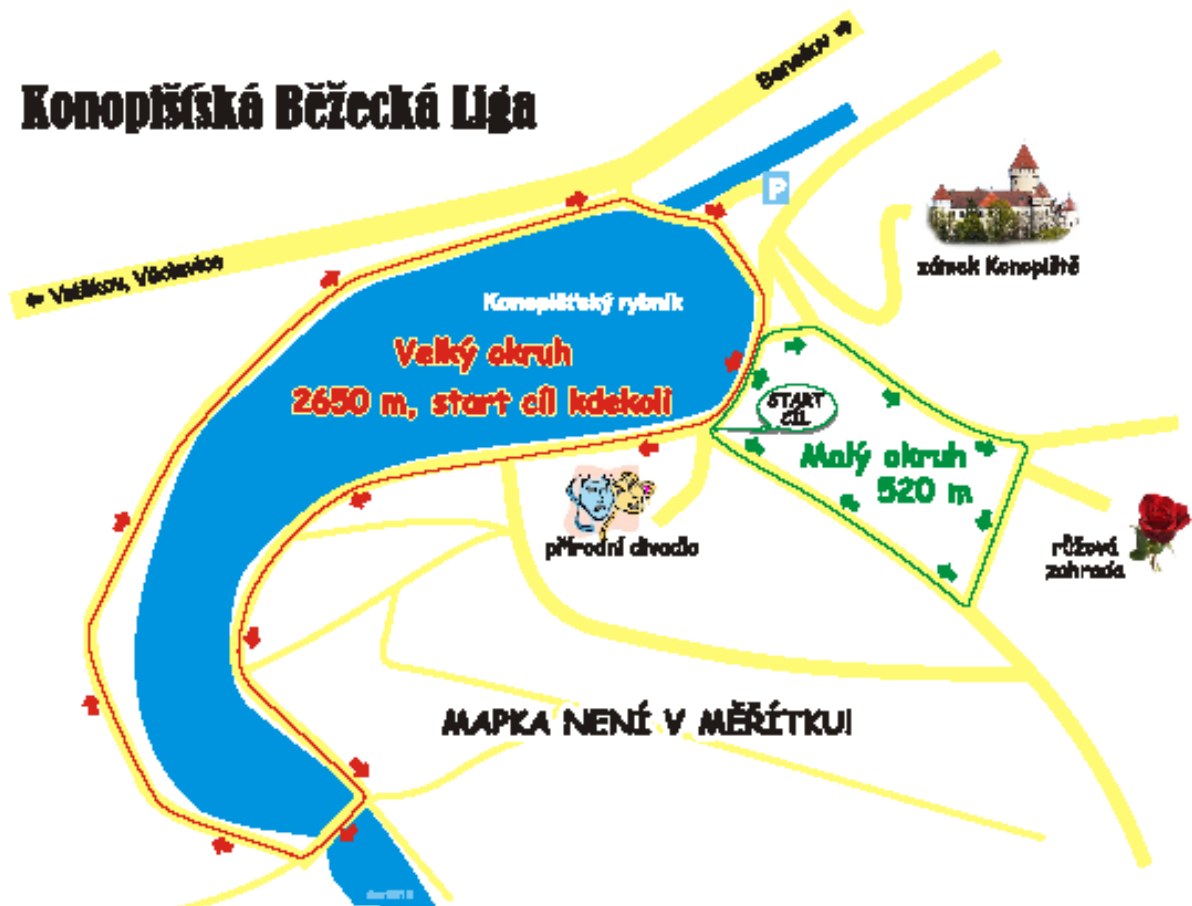 Konopišťská Běžecká Liga
Benešov →
P
← Vatěkov, Václavice
zámek Konopiště
Konopišťský rybník
Velký okruh
2650 m, start cíl kdekoli
START
CÍL
Malý okruh
520 m
přírodní divadlo
růžová
zahrada
MAPKA NENÍ V MĚŘÍTKU!